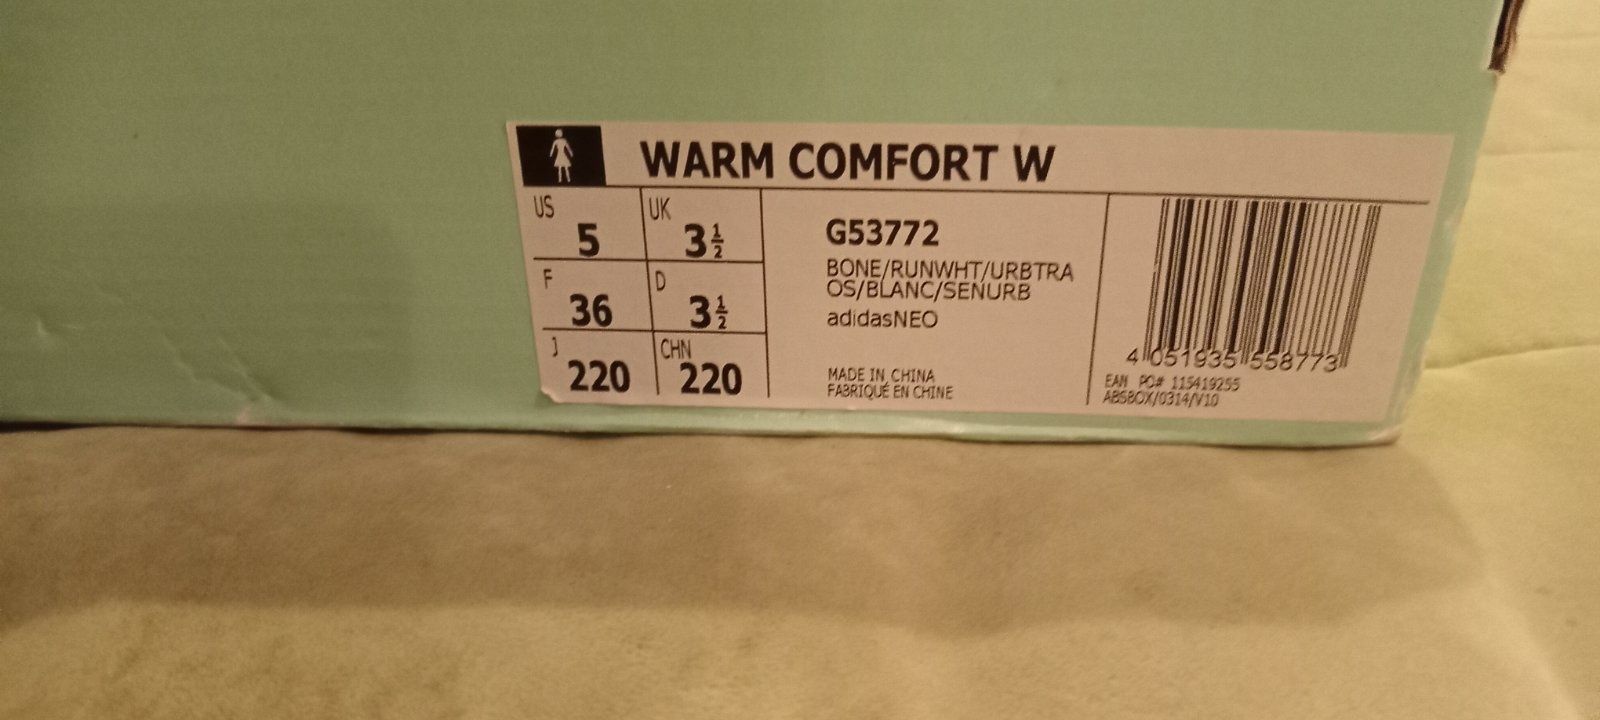 WARM COMFORT W
US 5 UK 3½
F 36 D 3½
J 220 CHN 220
G53772
BONE/RUNWHT/URBTRA
OS/BLANC/SENURB
adidasNEO
MADE IN CHINA
FABRIQUÉ EN CHINE
4 051935 558773
EAN PO# 115419255
ABSBOX/0314/V10